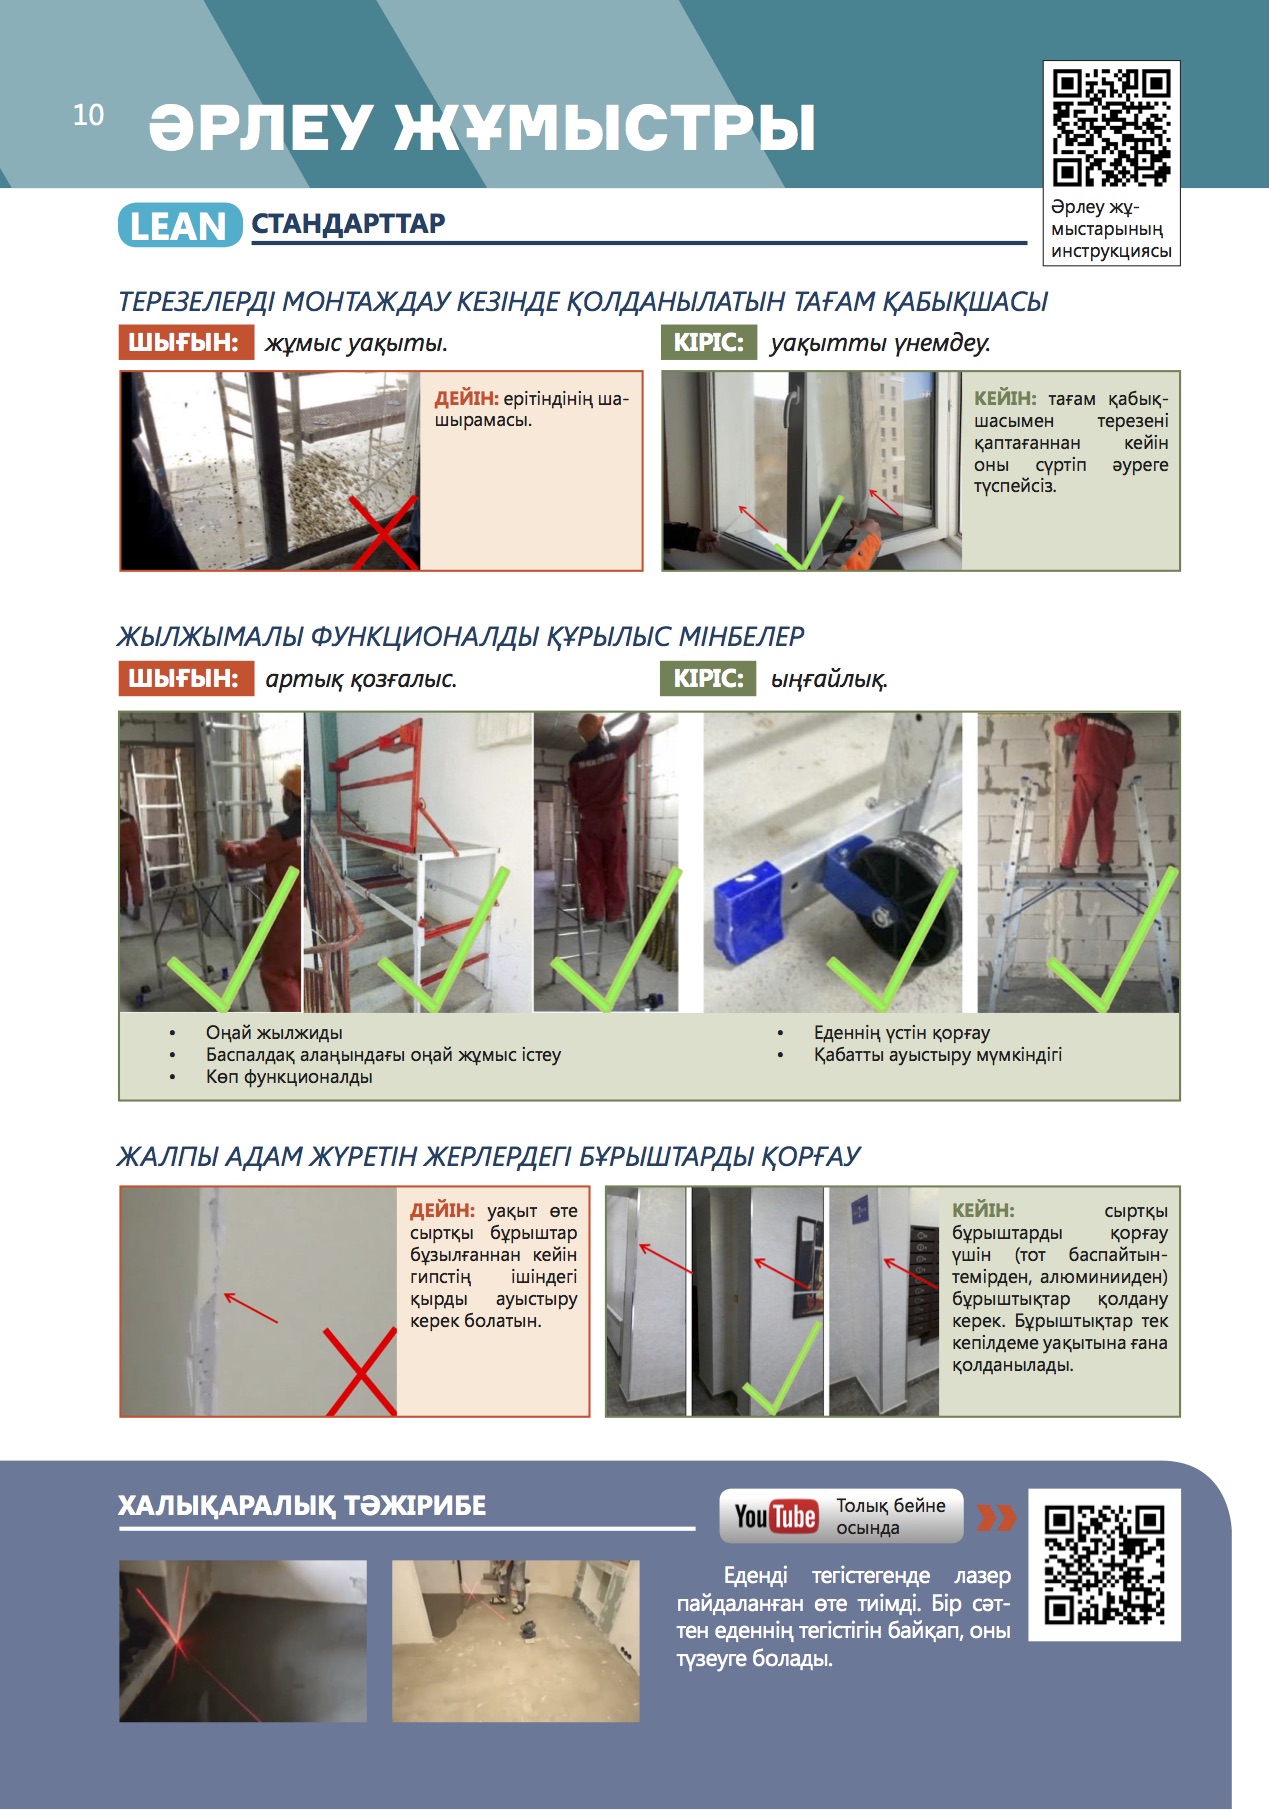 10
ӘРЛЕУ ЖҰМЫСТРЫ
Әрлеу жұ-
мыстарының
инструкциясы
LEAN СТАНДАРТТАР
ТЕРЕЗЕЛЕРДІ МОНТАЖДАУ КЕЗІНДЕ ҚОЛДАНЫЛАТЫН ТАҒАМ ҚАБЫҚШАСЫ
ШЫҒЫН: жұмыс уақыты.
КІРІС: уақытты үнемдеу.
ДЕЙІН: ерітіндінің ша-
шырамасы.
КЕЙІН: тағам қабық-
шасымен терезені
қаптағаннан кейін
оны сүртіп әуреге
түспейсіз.
ЖЫЛЖЫМАЛЫ ФУНКЦИОНАЛДЫ ҚҰРЫЛЫС МІНБЕЛЕР
ШЫҒЫН: артық қозғалыс.
КІРІС: ыңғайлық.
• Оңай жылжиды
• Баспалдақ алаңындағы оңай жұмыс істеу
• Көп функционалды
• Еденнің үстін қорғау
• Қабатты ауыстыру мүмкіндігі
ЖАЛПЫ АДАМ ЖҮРЕТІН ЖЕРЛЕРДЕГІ БҰРЫШТАРДЫ ҚОРҒАУ
ДЕЙІН: уақыт өте
сыртқы бұрыштар
бұзылғаннан кейін
гипстің ішіндегі
қырды ауыстыру
керек болатын.
КЕЙІН: сыртқы
бұрыштарды қорғау
үшін (тот баспайтын-
темірден, алюминииден)
бұрыштықтар қолдану
керек. Бұрыштықтар тек
кепілдеме уақытына ғана
қолданылады.
ХАЛЫҚАРАЛЫҚ ТӘЖІРИБЕ
YouTube
Толық бейне
осында
Еденді тегістегенде лазер
пайдаланған өте тиімді. Бір сәт-
тен еденнің тегістігін байқап, оны
түзеуге болады.